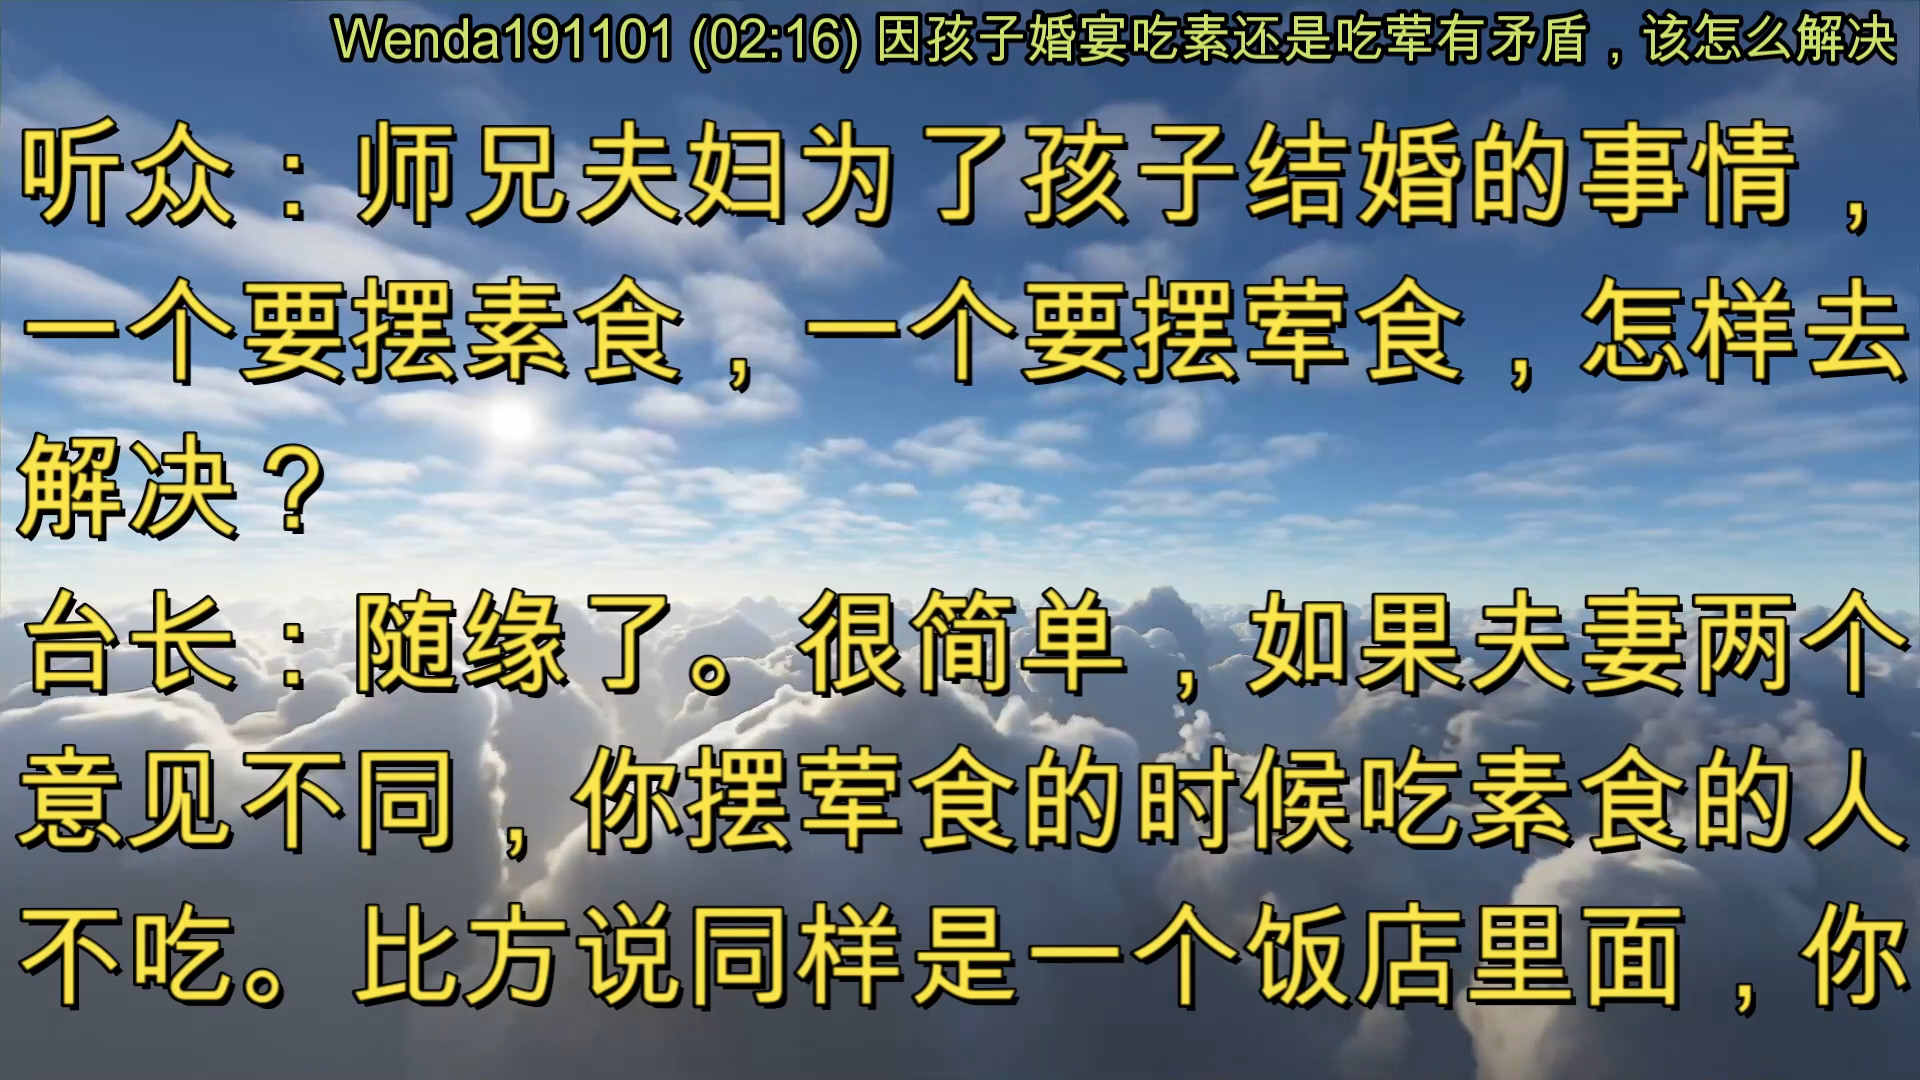 Wenda191101 (02:16) 因孩子婚宴吃素还是吃荤有矛盾，该怎么解决
听众：师兄夫妇为了孩子结婚的事情，
一个要摆素食，一个要摆荤食，怎样去
解决？
台长：随缘了。很简单，如果夫妻两个
意见不同，你摆荤食的时候吃素食的人
不吃。比方说同样是一个饭店里面，你